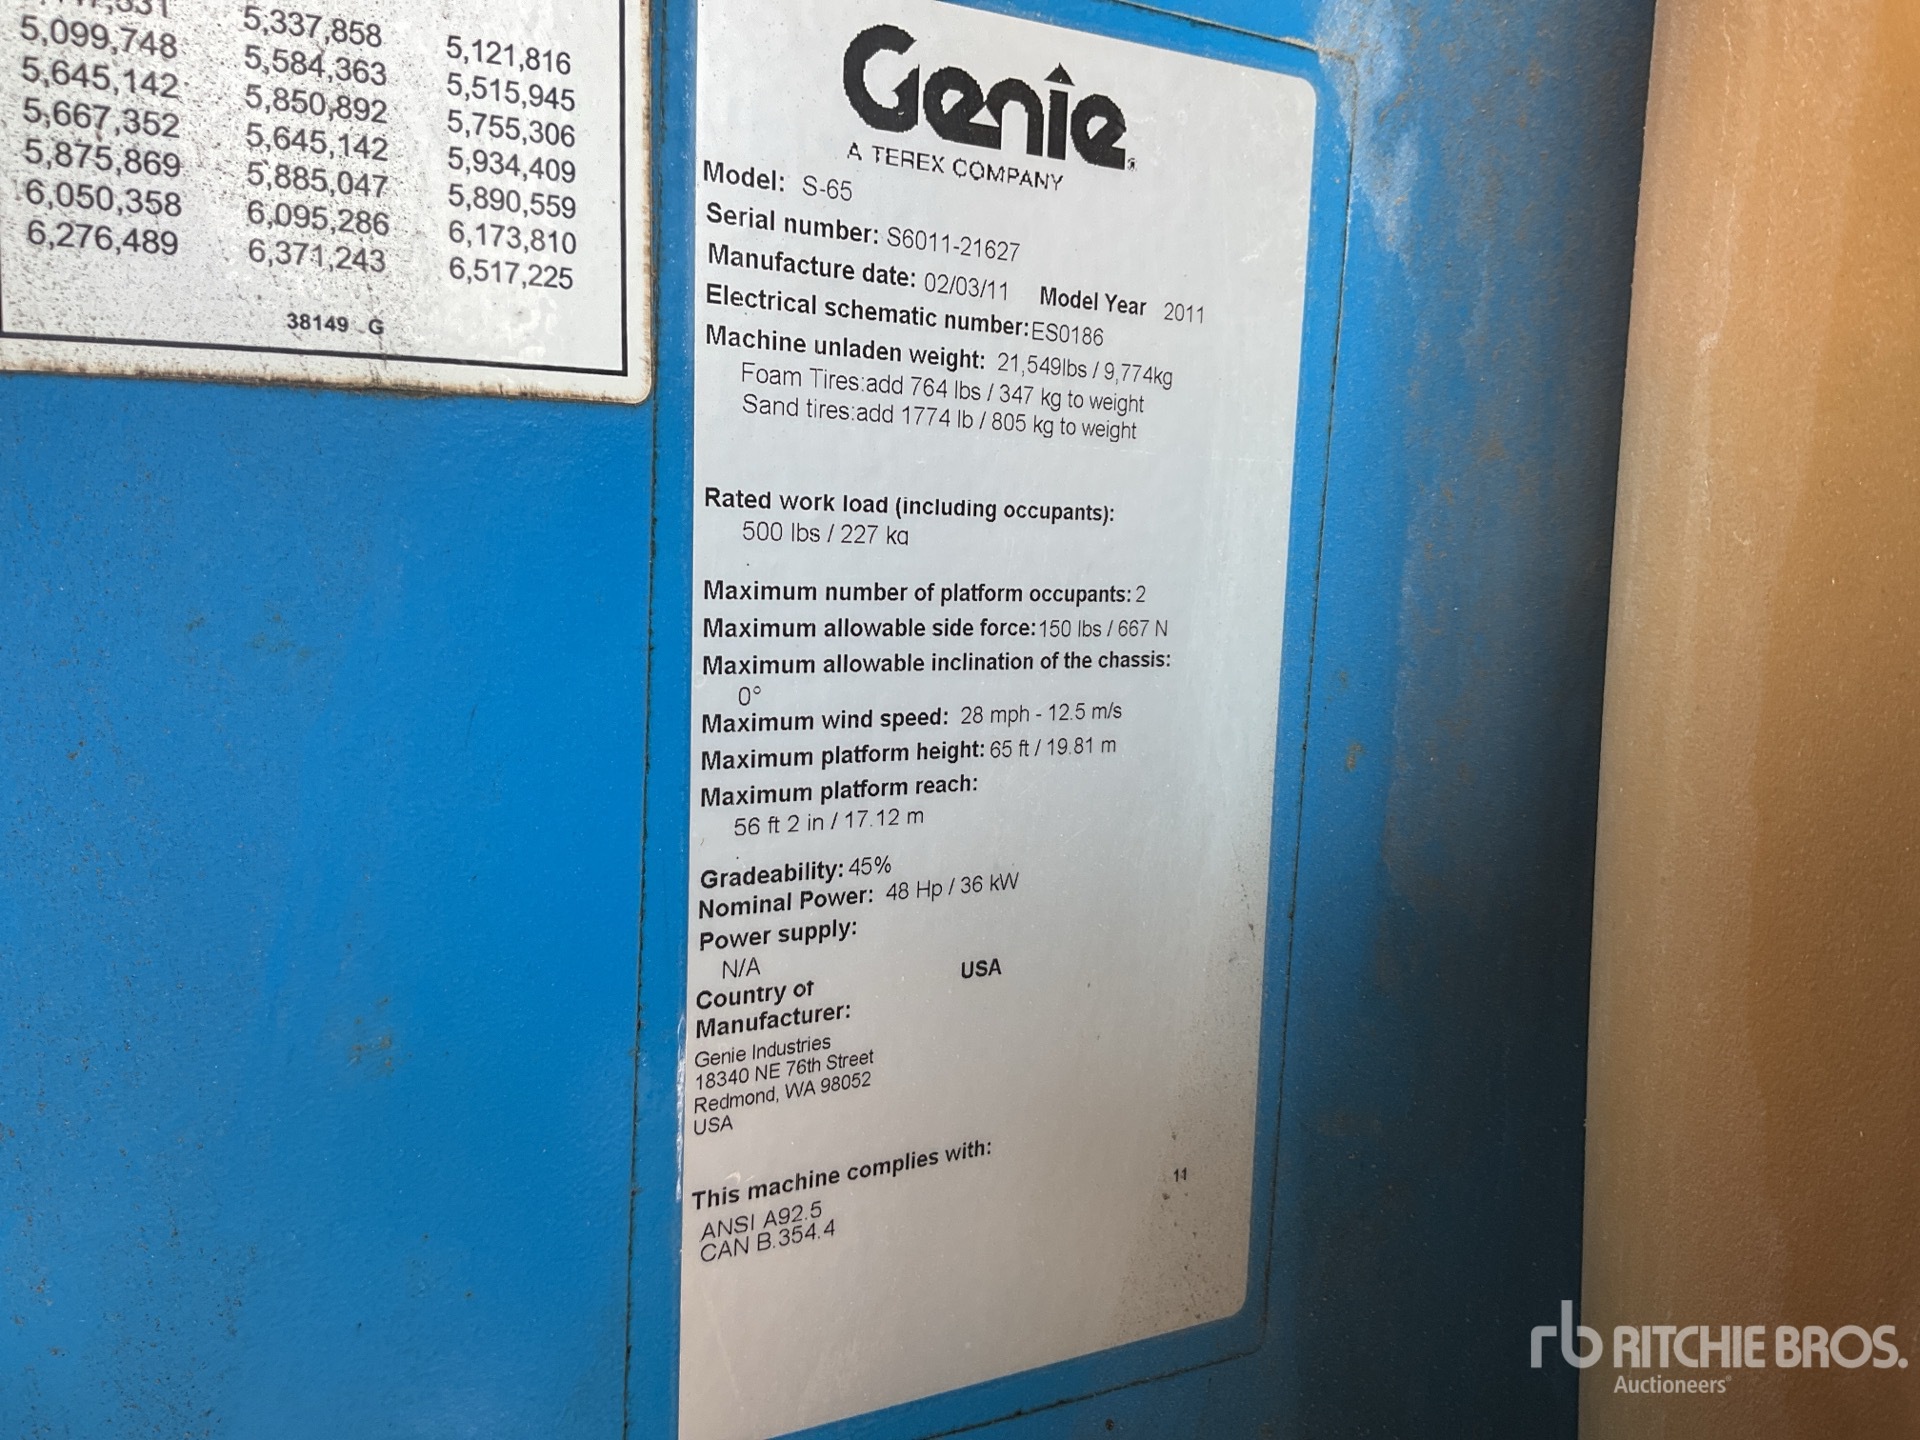 5,099,748 5,337,858 5,121,816
5,645,142 5,584,363 5,515,945
5,667,352 5,850,892 5,755,306
5,875,869 5,645,142 5,934,409
6,050,358 5,885,047 5,890,559
6,276,489 6,095,286 6,173,810
6,371,243 6,517,225
38149 G
Genie
A TEREX COMPANY
Model: S-65
Serial number: S6011-21627
Manufacture date: 02/03/11 Model Year 2011
Electrical schematic number:ES0186
Machine unladen weight: 21,549lbs / 9,774kg
Foam Tires:add 764 lbs / 347 kg to weight
Sand tires:add 1774 lb / 805 kg to weight
Rated work load (including occupants):
500 lbs / 227 kg
Maximum number of platform occupants: 2
Maximum allowable side force: 150 lbs / 667 N
Maximum allowable inclination of the chassis:
0°
Maximum wind speed: 28 mph - 12.5 m/s
Maximum platform height: 65 ft / 19.81 m
Maximum platform reach:
56 ft 2 in / 17.12 m
Gradeability: 45%
Nominal Power: 48 Hp / 36 kW
Power supply:
N/A
Country of USA
Manufacturer:
Genie Industries
18340 NE 76th Street
Redmond, WA 98052
USA
This machine complies with:
11
ANSI A92.5
CAN B.354.4
rb RITCHIE BROS.
Auctioneers